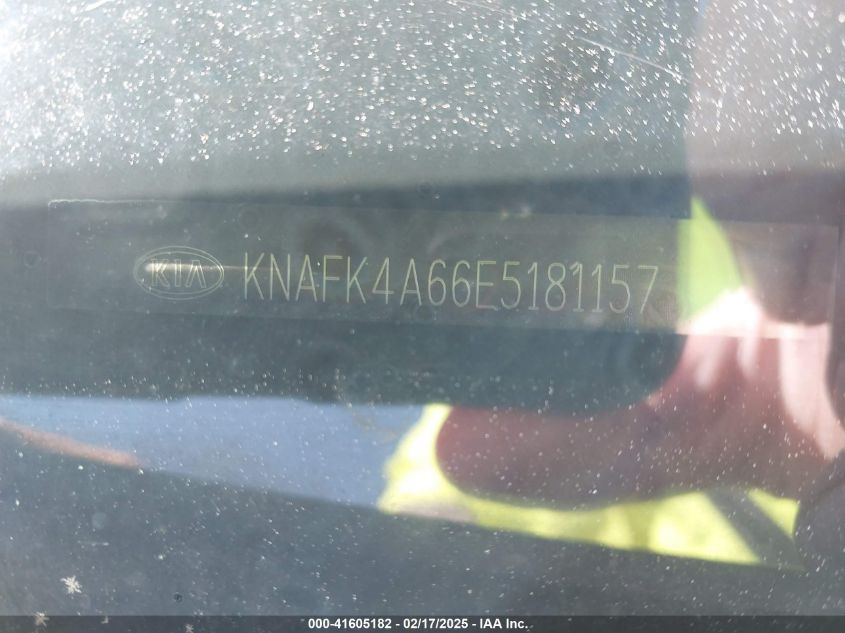 KIA KNAFK4A66E5181157
000-41605182 / 02/17/2025 - IAA Inc.